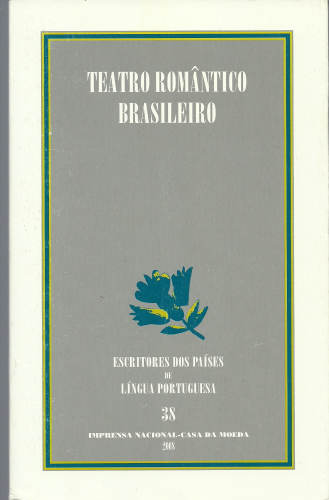 TEATRO ROMÂNTICO
BRASILEIRO
ESCRITORES DOS PAÍSES
DE
LÍNGUA PORTUGUESA
38
IMPRENSA NACIONAL-CASA DA MOEDA
2008